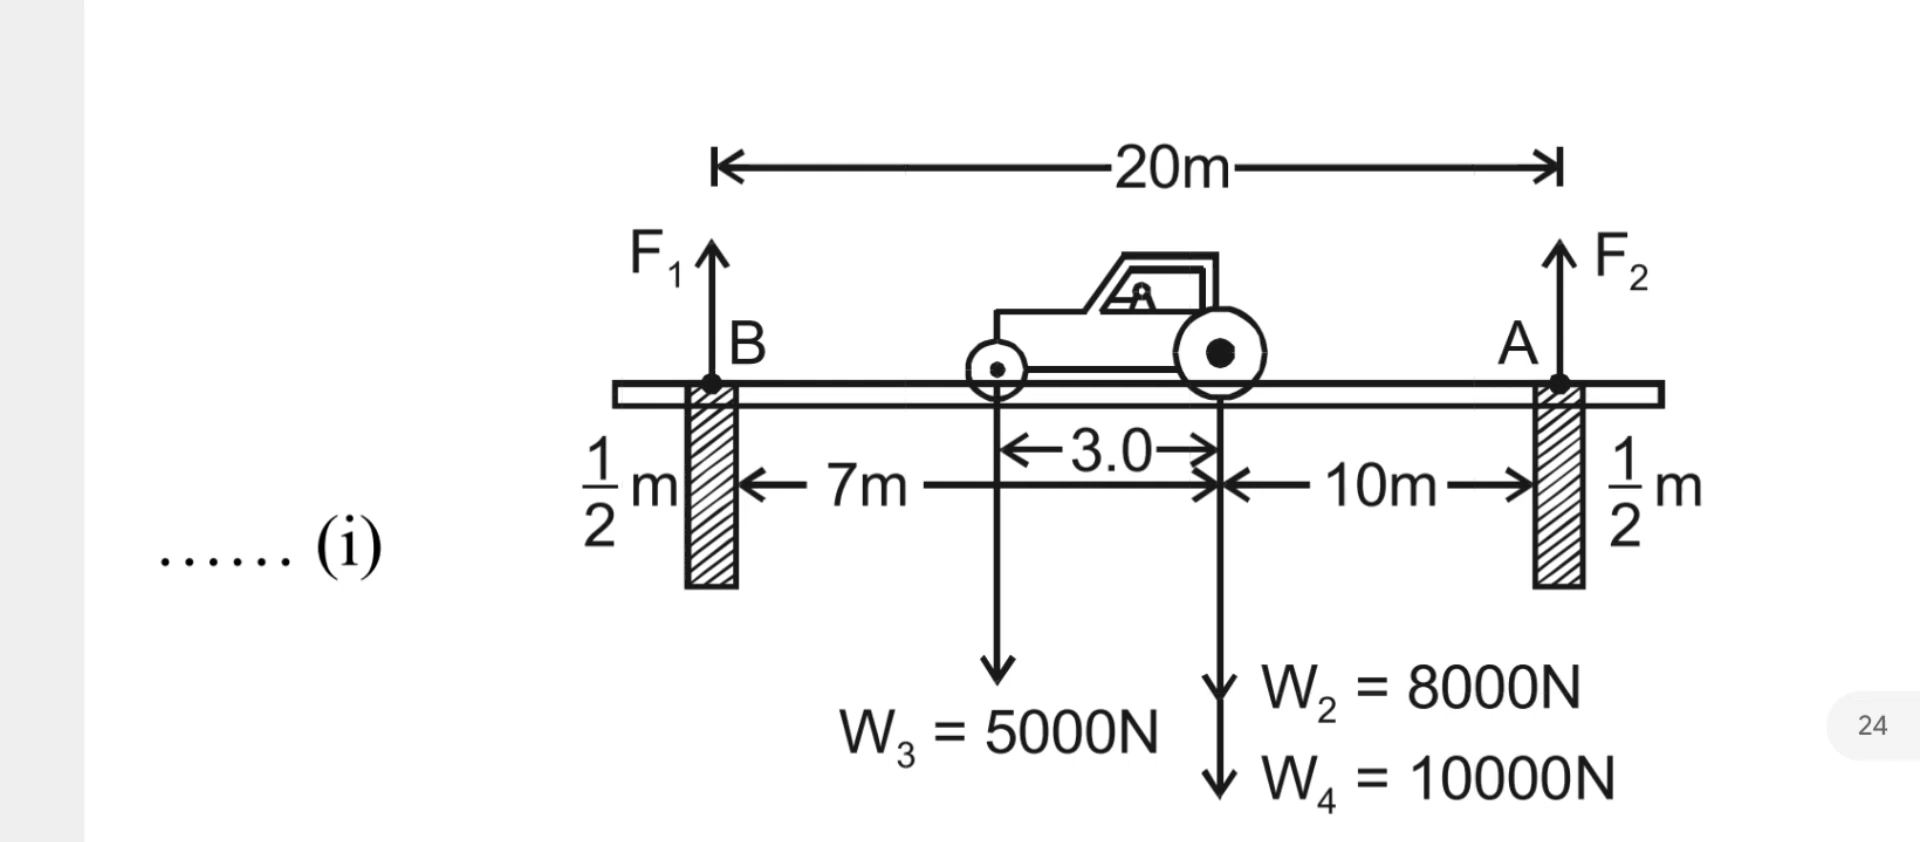 20m
F₁
F₂
B
A
3.0
½ m
7m
10m
½ m
...... (i)
W₃ = 5000N
W₂ = 8000N
W₄ = 10000N
24